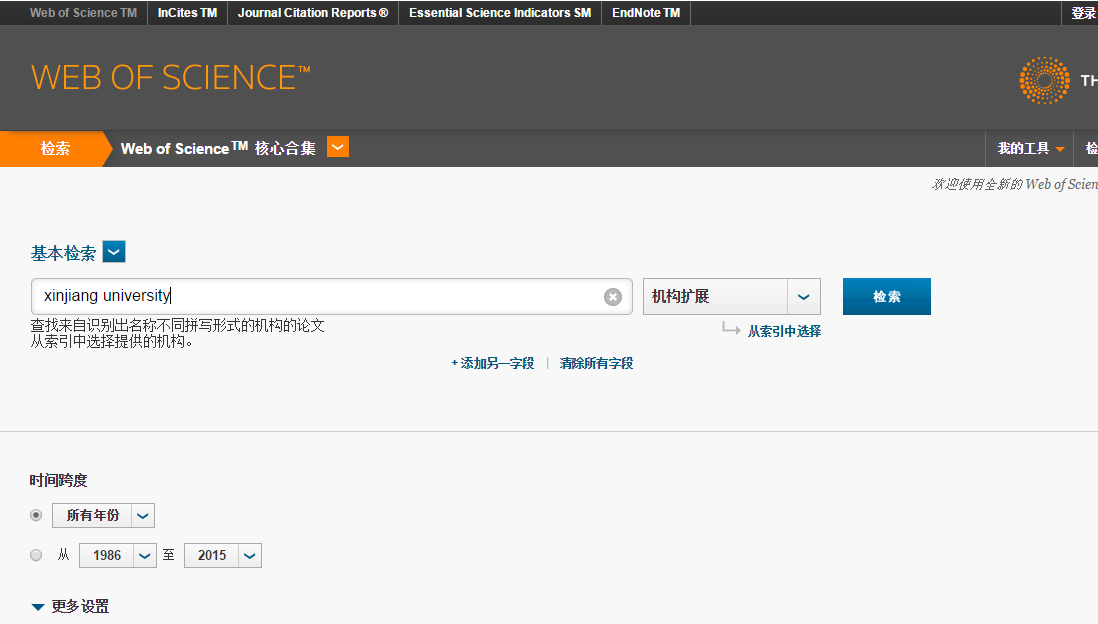 Web of Science TM InCites TM Journal Citation Reports ® Essential Science Indicators SM EndNote TM 登录
WEB OF SCIENCE™
TH
检索 Web of Science™ 核心合集 我的工具 检
欢迎使用全新的 Web of Scien
基本检索
xinjiang university 机构扩展 检索
查找来自识别出名称不同拼写形式的机构的论文
从索引中选择提供的机构。
从索引中选择
+ 添加另一字段 | 清除所有字段
时间跨度
所有年份
从 1986 至 2015
更多设置